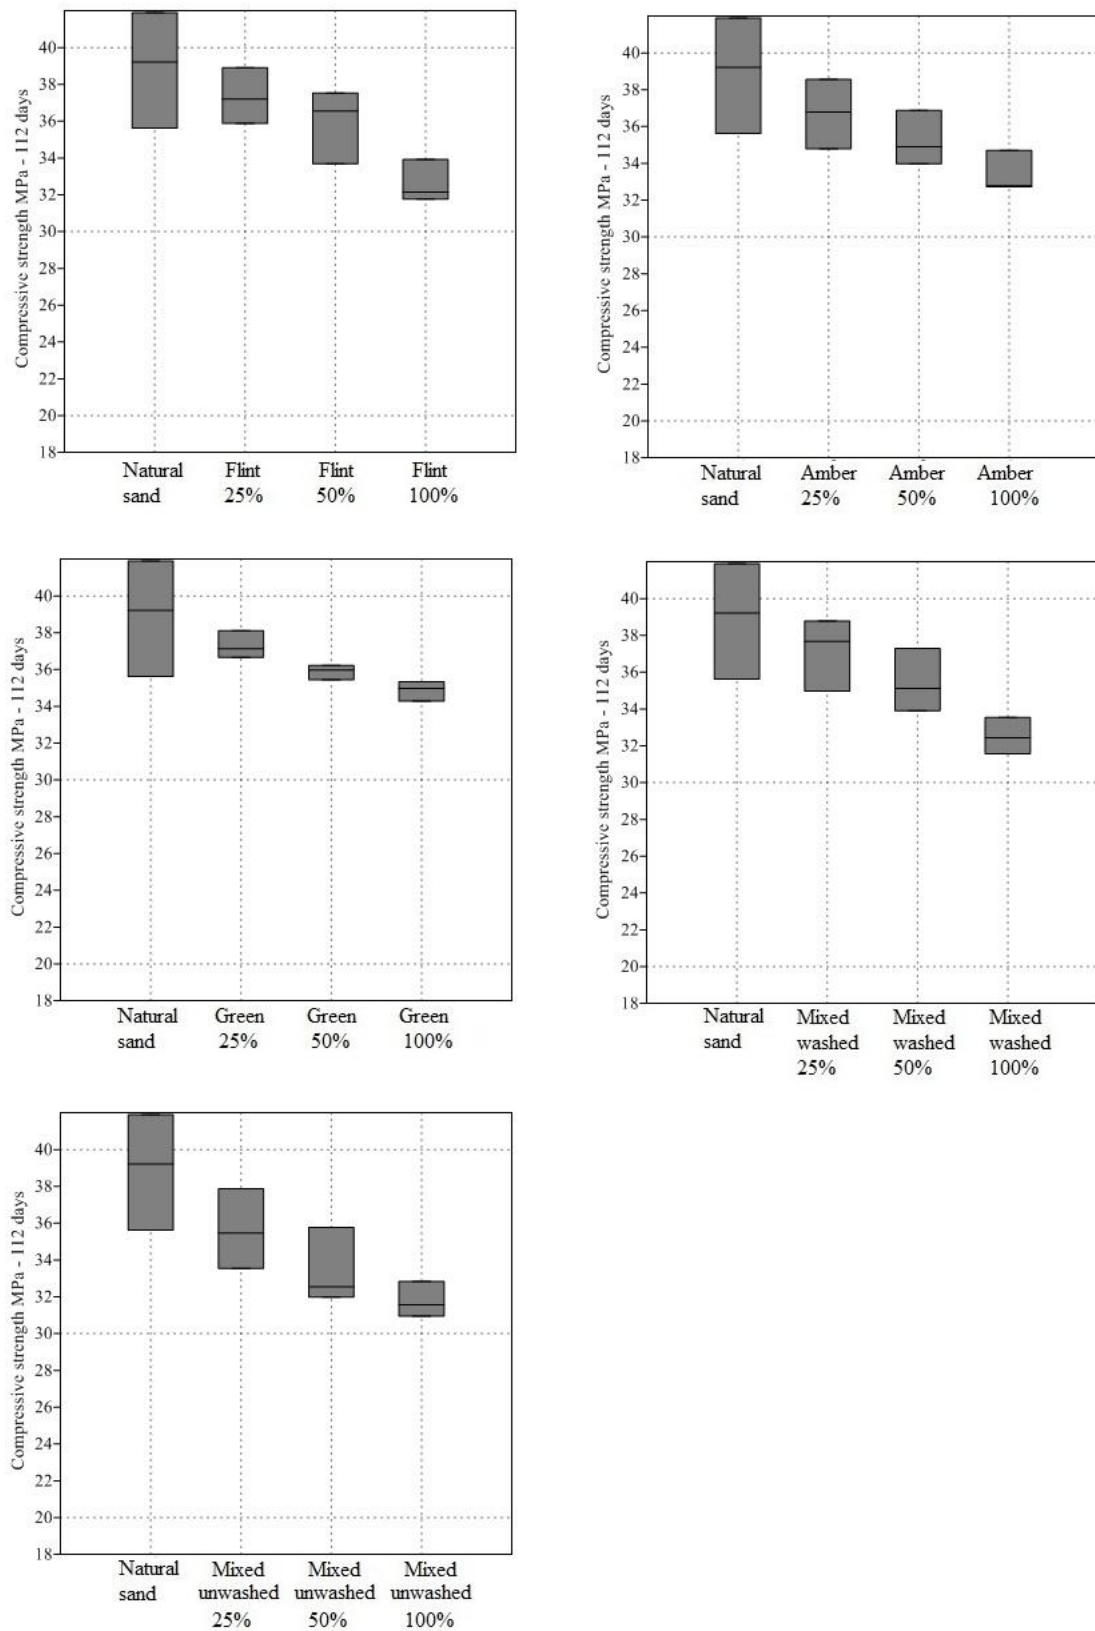 Compressive strength MPa - 112 days
40
38
36
34
32
30
28
26
24
22
20
18
Natural sand
Flint 25%
Flint 50%
Flint 100%
Compressive strength MPa - 112 days
40
38
36
34
32
30
28
26
24
22
20
18
Natural sand
Amber 25%
Amber 50%
Amber 100%
Compressive strength MPa - 112 days
40
38
36
34
32
30
28
26
24
22
20
18
Natural sand
Green 25%
Green 50%
Green 100%
Compressive strength MPa - 112 days
40
38
36
34
32
30
28
26
24
22
20
18
Natural sand
Mixed washed 25%
Mixed washed 50%
Mixed washed 100%
Compressive strength MPa - 112 days
40
38
36
34
32
30
28
26
24
22
20
18
Natural sand
Mixed unwashed 25%
Mixed unwashed 50%
Mixed unwashed 100%